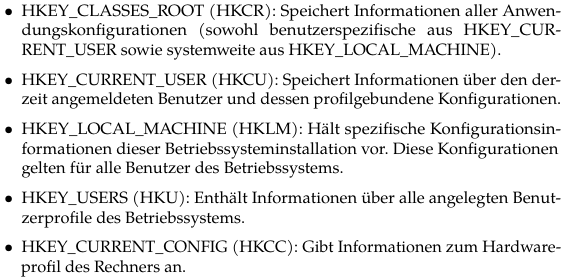 • HKEY_CLASSES_ROOT (HKCR): Speichert Informationen aller Anwen-
dungskonfigurationen (sowohl benutzerspezifische aus HKEY_CUR-
RENT_USER sowie systemweite aus HKEY_LOCAL_MACHINE).
• HKEY_CURRENT_USER (HKCU): Speichert Informationen über den der-
zeit angemeldeten Benutzer und dessen profilgebundene Konfigurationen.
• HKEY_LOCAL_MACHINE (HKLM): Hält spezifische Konfigurationsin-
formationen dieser Betriebssysteminstallation vor. Diese Konfigurationen
gelten für alle Benutzer des Betriebssystems.
• HKEY_USERS (HKU): Enthält Informationen über alle angelegten Benut-
zerprofile des Betriebssystems.
• HKEY_CURRENT_CONFIG (HKCC): Gibt Informationen zum Hardware-
profil des Rechners an.